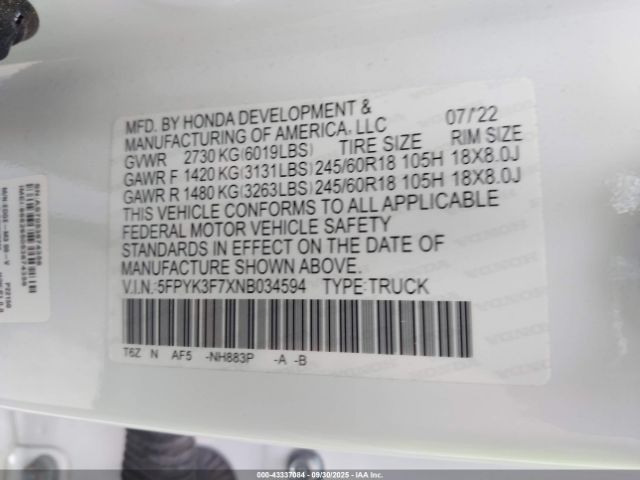 MFD. BY HONDA DEVELOPMENT &
MANUFACTURING OF AMERICA, LLC 07/'22
GVWR 2730 KG(6019LBS) TIRE SIZE RIM SIZE
GAWR F 1420 KG(3131LBS) 245/60R18 105H 18X8.0J
GAWR R 1480 KG(3263LBS) 245/60R18 105H 18X8.0J
THIS VEHICLE CONFORMS TO ALL APPLICABLE
FEDERAL MOTOR VEHICLE SAFETY
STANDARDS IN EFFECT ON THE DATE OF
MANUFACTURE SHOWN ABOVE.
V.I.N.:5FPYK3F7XNB034594 TYPE:TRUCK
T6Z N AF5 -NH883P -A -B
000-43337084 - 09/30/2025 - IAA Inc.